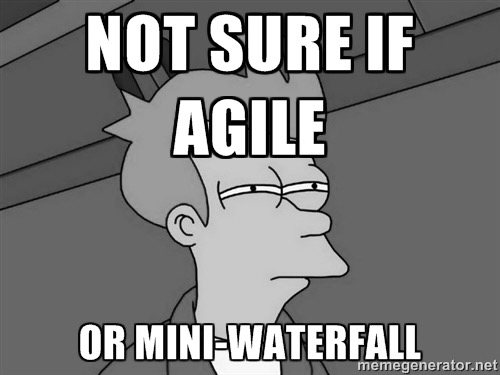 NOT SURE IF
AGILE
OR MINI-WATERFALL
memegenerator.net